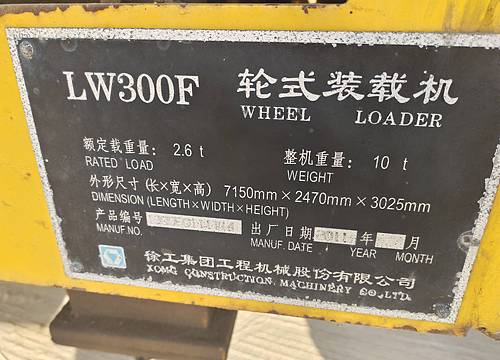 LW300F 轮式装载机
WHEEL LOADER
额定载重量: 2.6 t 整机重量: 10 t
RATED LOAD WEIGHT
外形尺寸 (长×宽×高) 7150mm×2470mm×3025mm
DIMENSION (LENGTH×WIDTH×HEIGHT)
产品编号 出厂日期 2011 年 月
MANUF.NO. MANUF. DATE YEAR MONTH
徐工集团工程机械股份有限公司
XCMG CONSTRUCTION MACHINERY CO.,LTD.